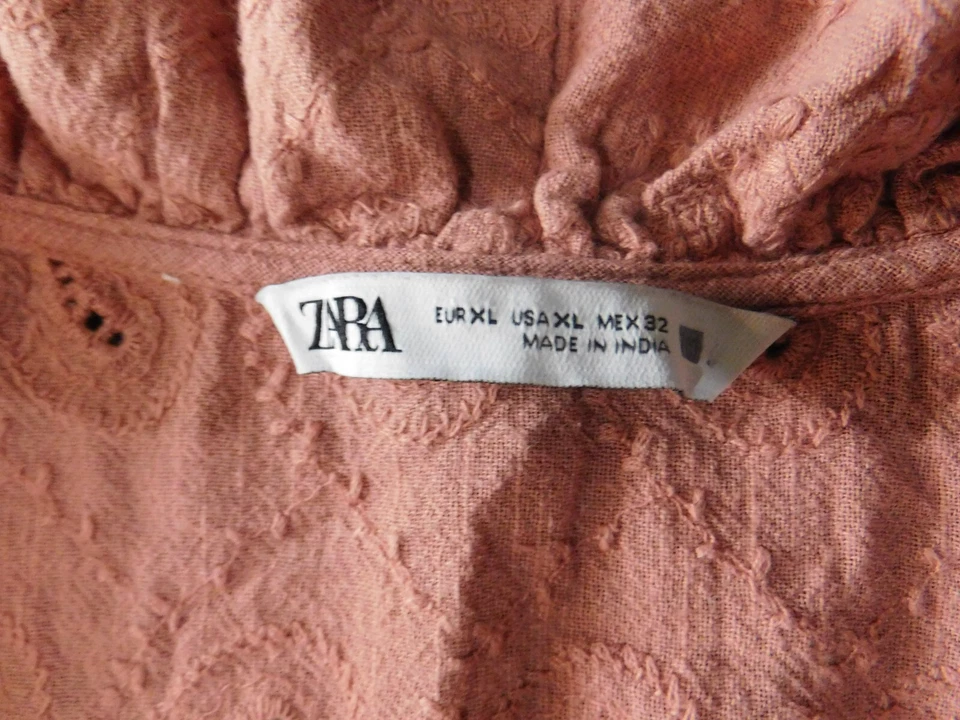 ZARA
EUR XL USA XL MEX 32
MADE IN INDIA